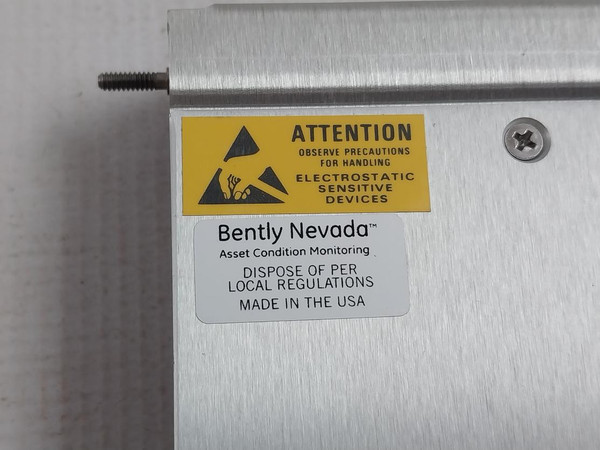 ATTENTION
OBSERVE PRECAUTIONS
FOR HANDLING
ELECTROSTATIC
SENSITIVE
DEVICES
Bently Nevada™
Asset Condition Monitoring
DISPOSE OF PER
LOCAL REGULATIONS
MADE IN THE USA